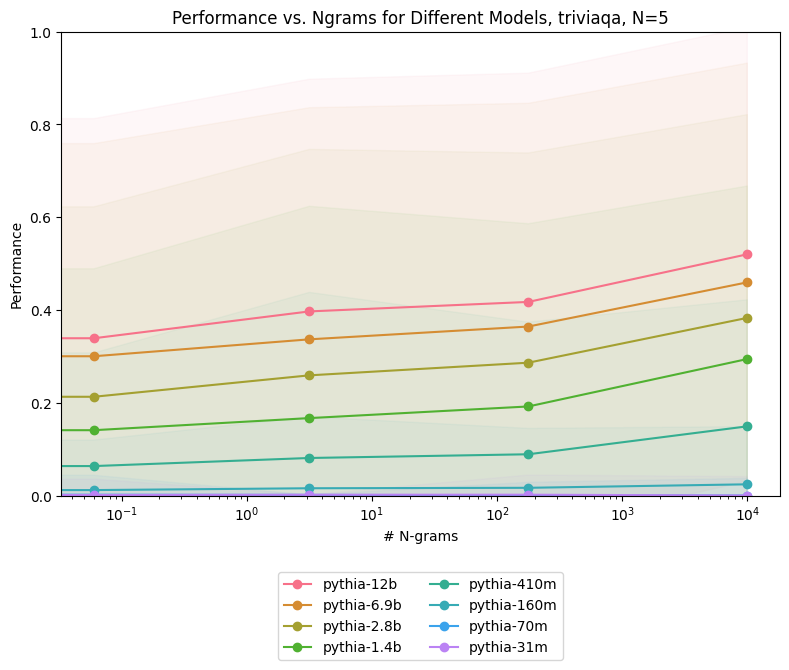 Performance vs. Ngrams for Different Models, triviaqa, N=5
1.0
0.8
0.6
0.4
0.2
0.0
Performance
10⁻¹ 10⁰ 10¹ 10² 10³ 10⁴
# N-grams
pythia-12b pythia-410m
pythia-6.9b pythia-160m
pythia-2.8b pythia-70m
pythia-1.4b pythia-31m